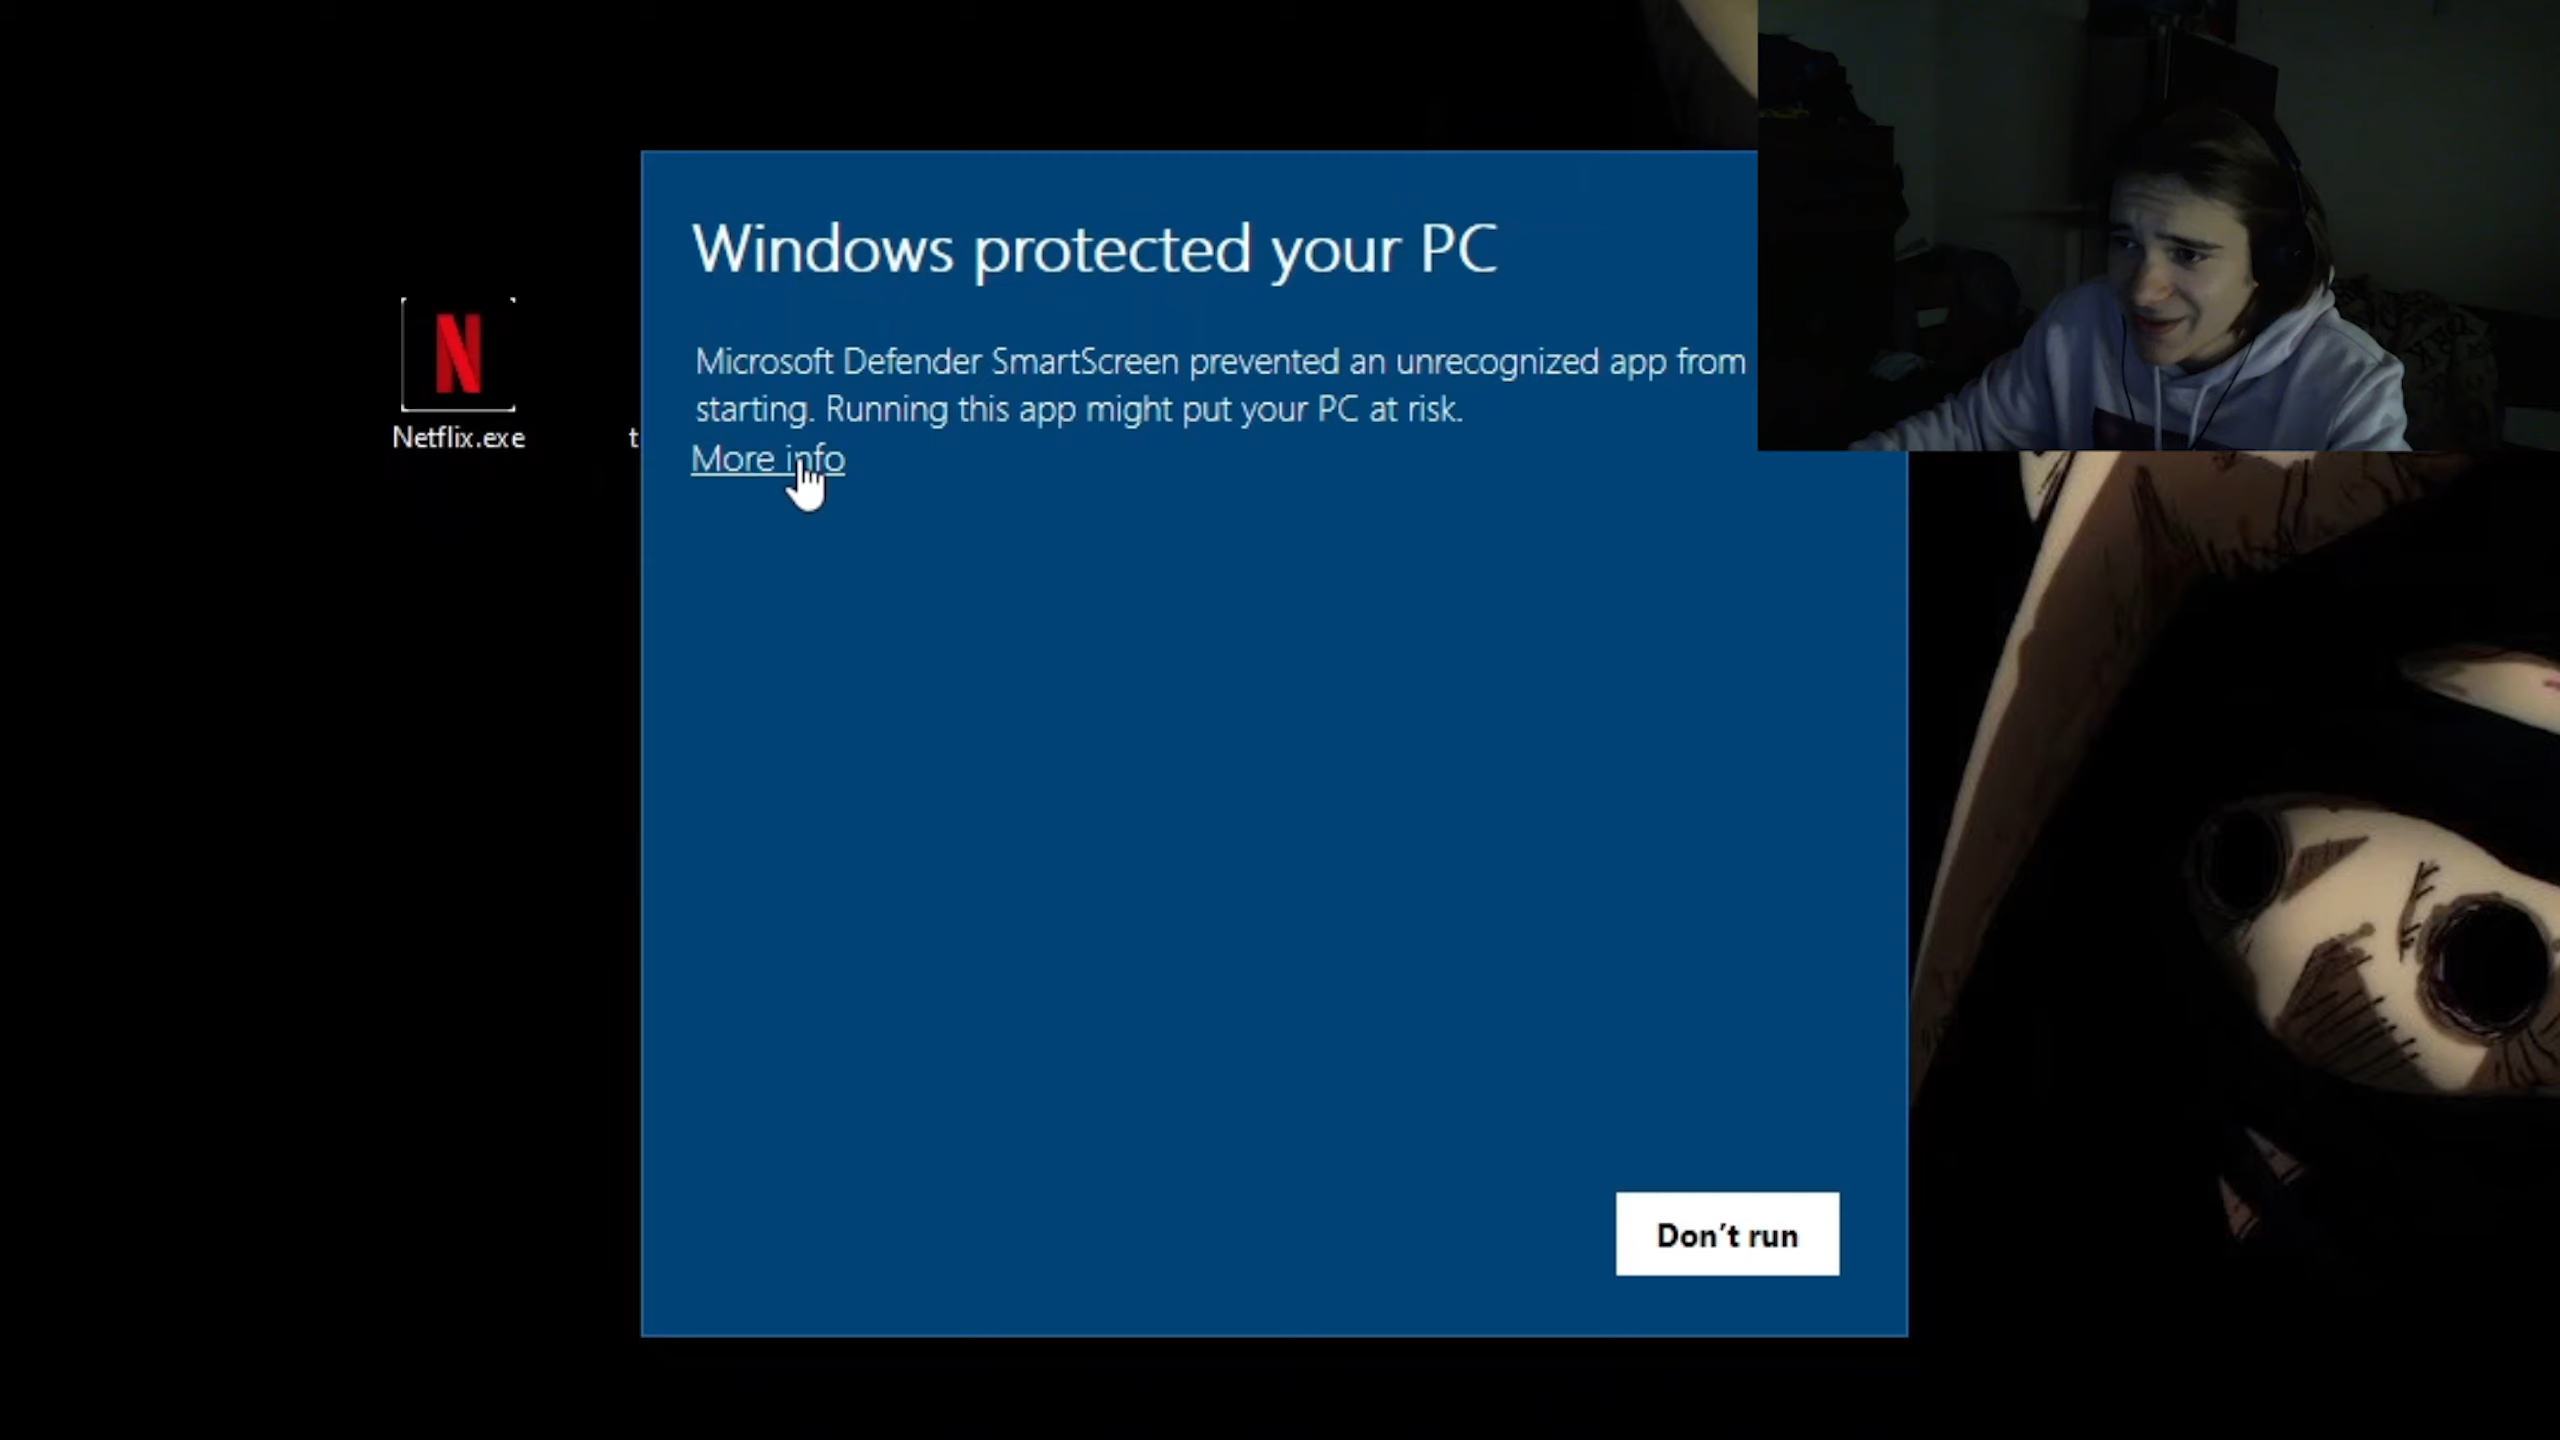 Windows protected your PC
Microsoft Defender SmartScreen prevented an unrecognized app from
starting. Running this app might put your PC at risk.
More info
N
Netflix.exe
t
Don't run